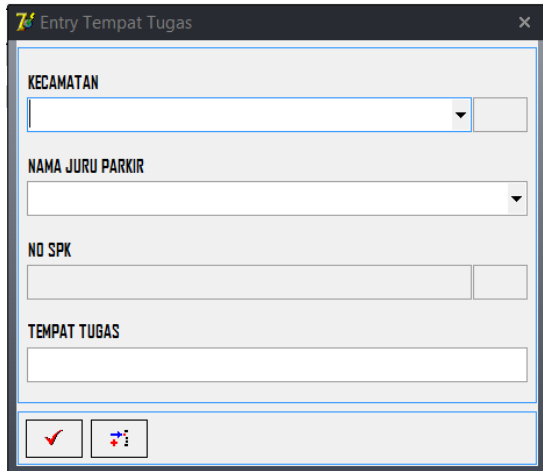 Entry Tempat Tugas
KECAMATAN
NAMA JURU PARKIR
NO SPK
TEMPAT TUGAS